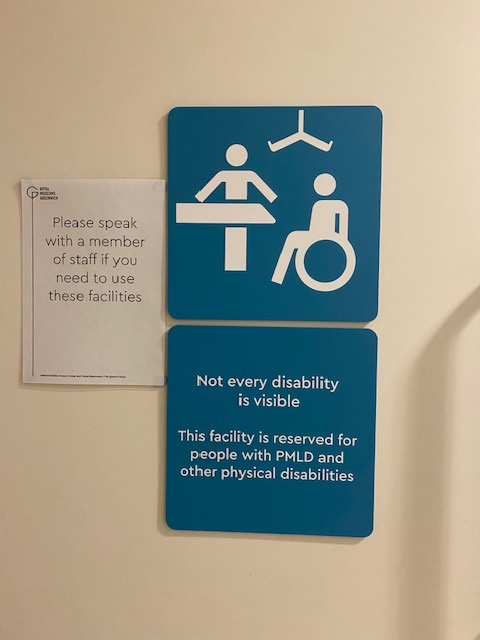 ROYAL
MUSEUMS
GREENWICH
Please speak
with a member
of staff if you
need to use
these facilities
Not every disability
is visible
This facility is reserved for
people with PMLD and
other physical disabilities